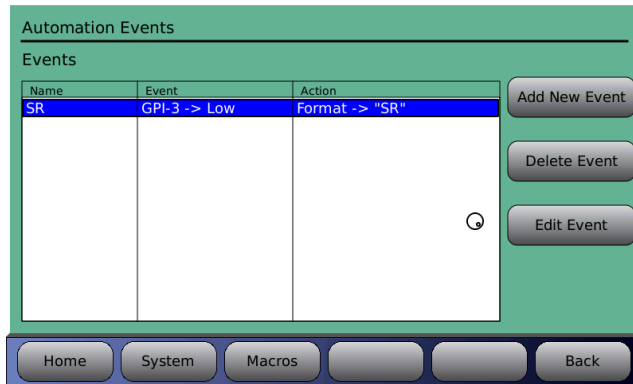 Automation Events
Events
Name Event Action
SR GPI-3 -> Low Format -> "SR"
Add New Event
Delete Event
Edit Event
Home System Macros Back